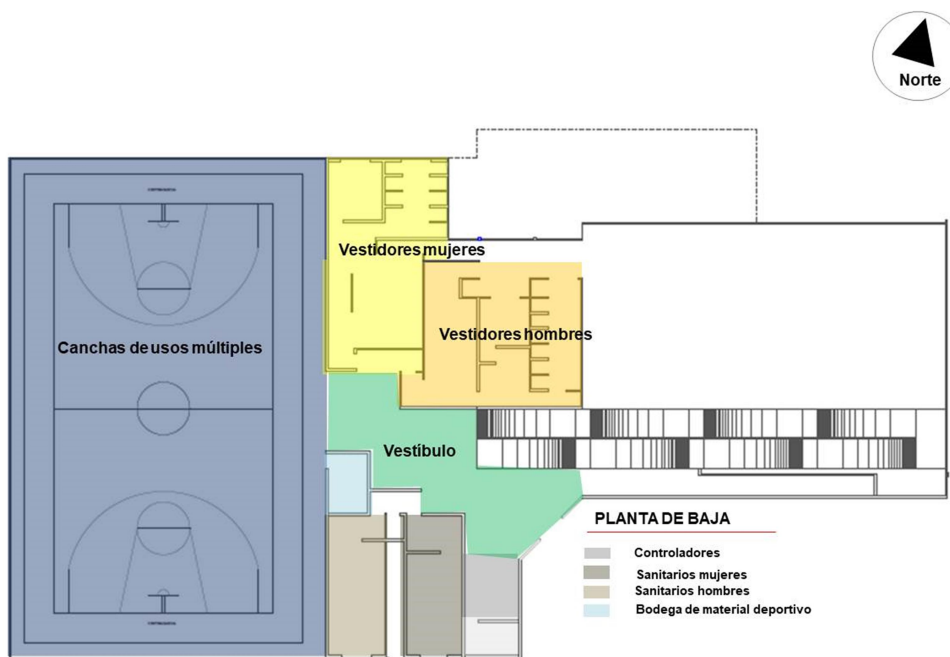 Norte
Vestidores mujeres
Vestidores hombres
Canchas de usos múltiples
Vestíbulo
PLANTA DE BAJA
Controladores
Sanitarios mujeres
Sanitarios hombres
Bodega de material deportivo